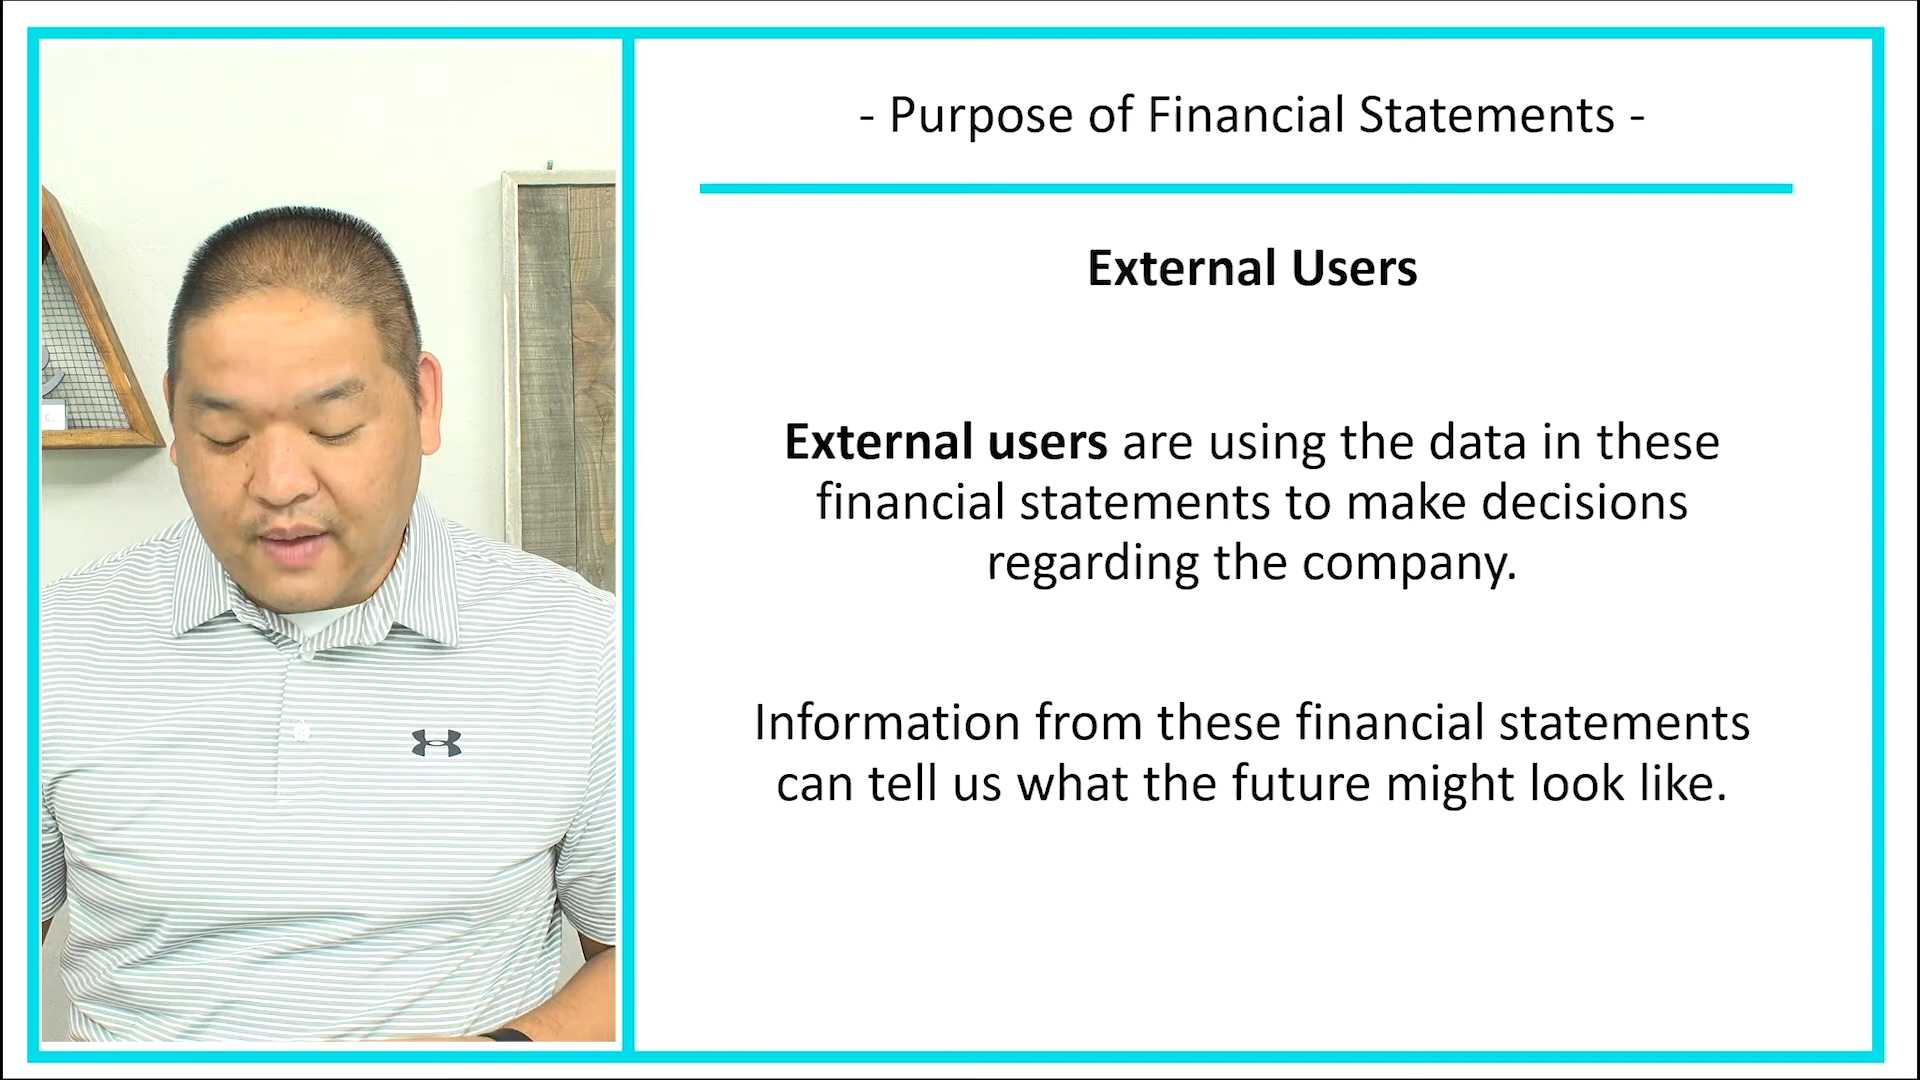 - Purpose of Financial Statements -
External Users
External users are using the data in these
financial statements to make decisions
regarding the company.
Information from these financial statements
can tell us what the future might look like.